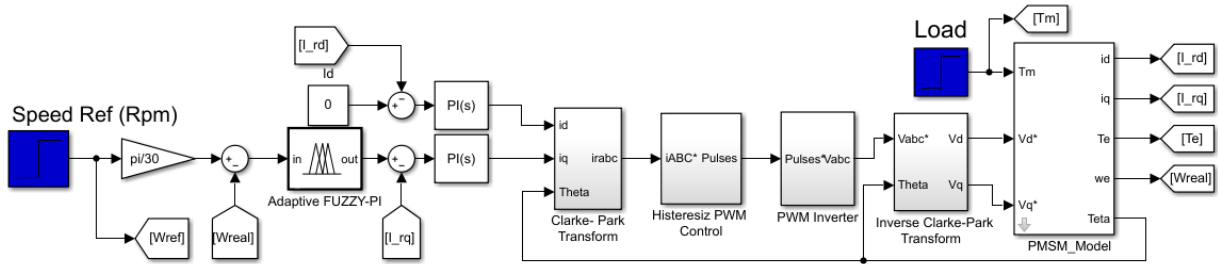 Speed Ref (Rpm)
pi/30
[Wref]
[Wreal]
in out
Adaptive FUZZY-PI
[I_rd]
Id
0
[I_rq]
PI(s)
PI(s)
id
iq irabc
Theta
Clarke- Park
Transform
iABC* Pulses
Histeresiz PWM
Control
Pulses* Vabc
PWM Inverter
Vabc* Vd
Theta Vq
Inverse Clarke-Park
Transform
Load
[Tm]
Tm id
iq
Vd* Te
we
Vq*
Teta
PMSM_Model
[I_rd]
[I_rq]
[Te]
[Wreal]